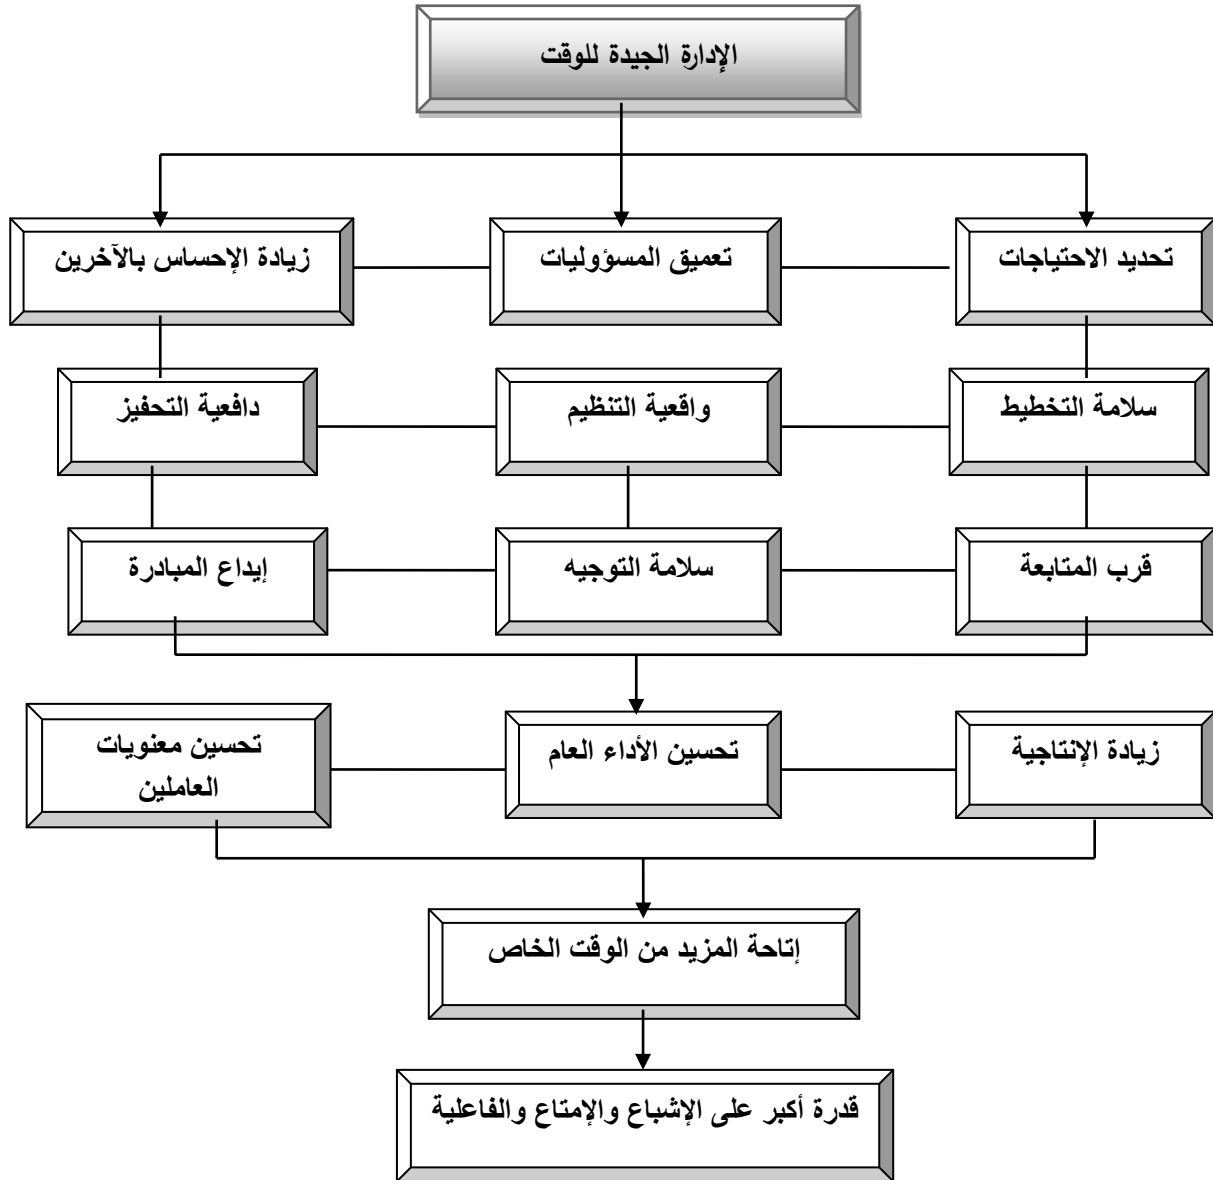 الإدارة الجيدة للوقت
تحديد الاحتياجات
تعميق المسؤوليات
زيادة الإحساس بالآخرين
سلامة التخطيط
واقعية التنظيم
دافعية التحفيز
قرب المتابعة
سلامة التوجيه
إيداع المبادرة
زيادة الإنتاجية
تحسين الأداء العام
تحسين معنويات
العاملين
إتاحة المزيد من الوقت الخاص
قدرة أكبر على الإشباع والإمتاع والفاعلية